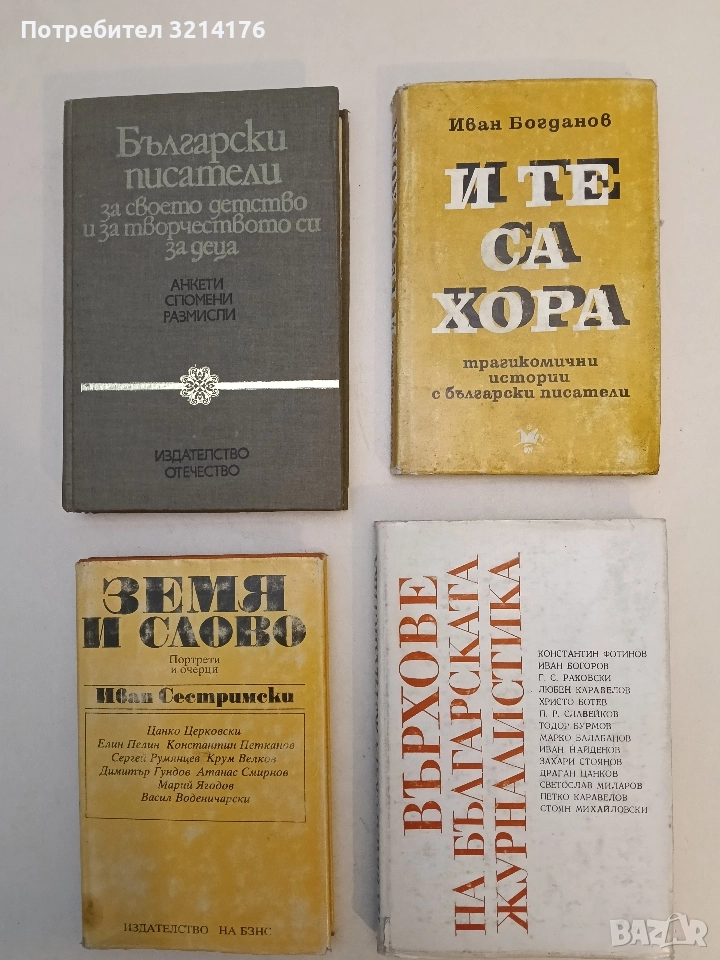 Потребител 3214176
Български
писатели
за своето детство
и за творчеството си
за деца
АНКЕТИ
СПОМЕНИ
РАЗМИСЛИ
ИЗДАТЕЛСТВО
ОТЕЧЕСТВО
Иван Богданов
И ТЕ
СА
ХОРА
трагикомични
истории
с български писатели
ЗЕМЯ
И СЛОВО
Портрети
и очерци
Иван Сестримски
Цанко Церковски
Елин Пелин Константин Петканов
Сергей Румянцев Крум Велков
Димитър Гундов Атанас Смирнов
Марий Ягодов
Васил Воденичарски
ИЗДАТЕЛСТВО НА БЗНС
ВЪРХОВЕ
НА БЪЛГАРСКАТА
ЖУРНАЛИСТИКА
КОНСТАНТИН ФОТИНОВ
ИВАН БОГОРОВ
Г. С. РАКОВСКИ
ЛЮБЕН КАРАВЕЛОВ
ХРИСТО БОТЕВ
П. Р. СЛАВЕЙКОВ
ТОДОР БУРМОВ
МАРКО БАЛАБАНОВ
ИВАН НАЙДЕНОВ
ЗАХАРИ СТОЯНОВ
ДРАГАН ЦАНКОВ
СВЕТОСЛАВ МИЛАРОВ
ПЕТКО КАРАВЕЛОВ
СТОЯН МИХАЙЛОВСКИ
BAZAR